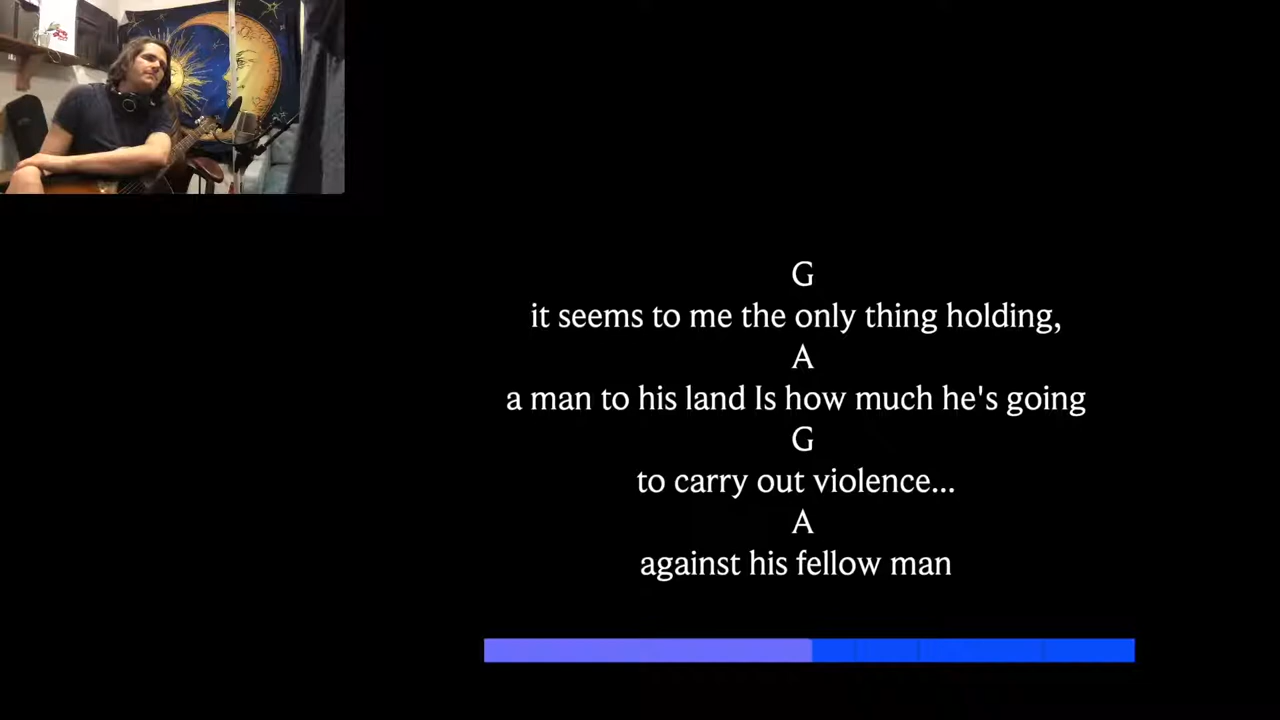 G
it seems to me the only thing holding,
A
a man to his land Is how much he's going
G
to carry out violence...
A
against his fellow man